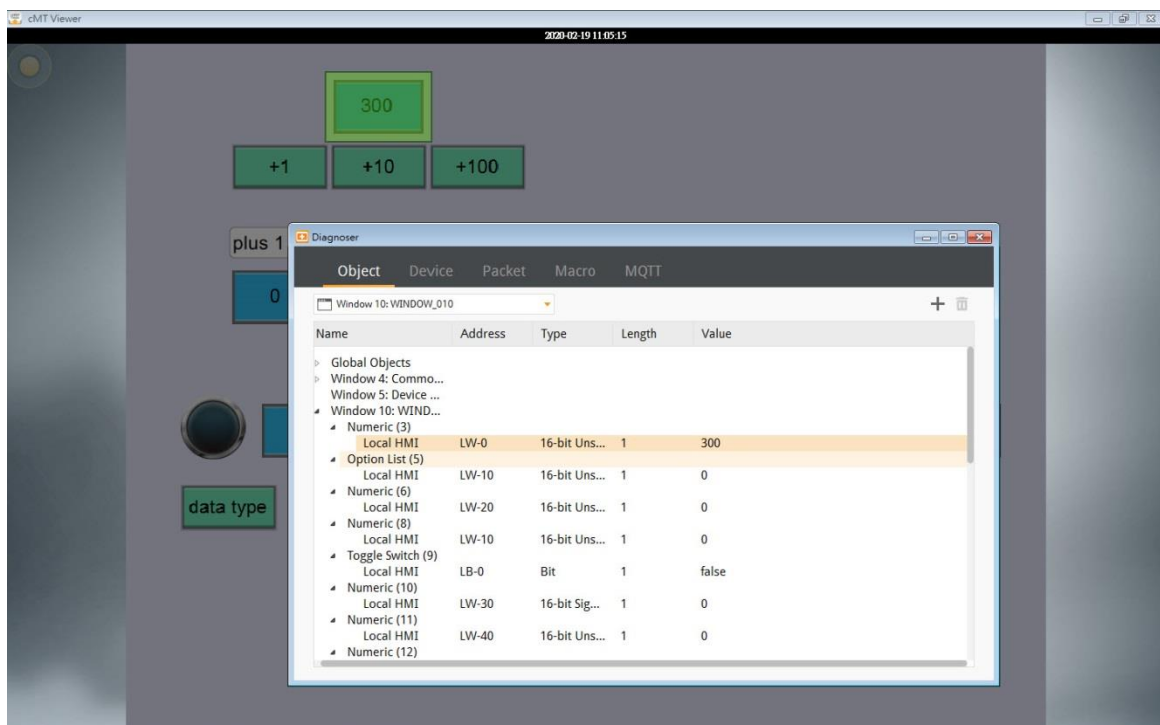 cMT Viewer
2020-02-19 11:05:15
300
+1 +10 +100
plus 1
0
data type
Diagnoser
Object Device Packet Macro MQTT
Window 10: WINDOW_010
Name Address Type Length Value
Global Objects
Window 4: Commo...
Window 5: Device ...
Window 10: WIND...
Numeric (3)
Local HMI LW-0 16-bit Uns... 1 300
Option List (5)
Local HMI LW-10 16-bit Uns... 1 0
Numeric (6)
Local HMI LW-20 16-bit Uns... 1 0
Numeric (8)
Local HMI LW-10 16-bit Uns... 1 0
Toggle Switch (9)
Local HMI LB-0 Bit 1 false
Numeric (10)
Local HMI LW-30 16-bit Sig... 1 0
Numeric (11)
Local HMI LW-40 16-bit Uns... 1 0
Numeric (12)